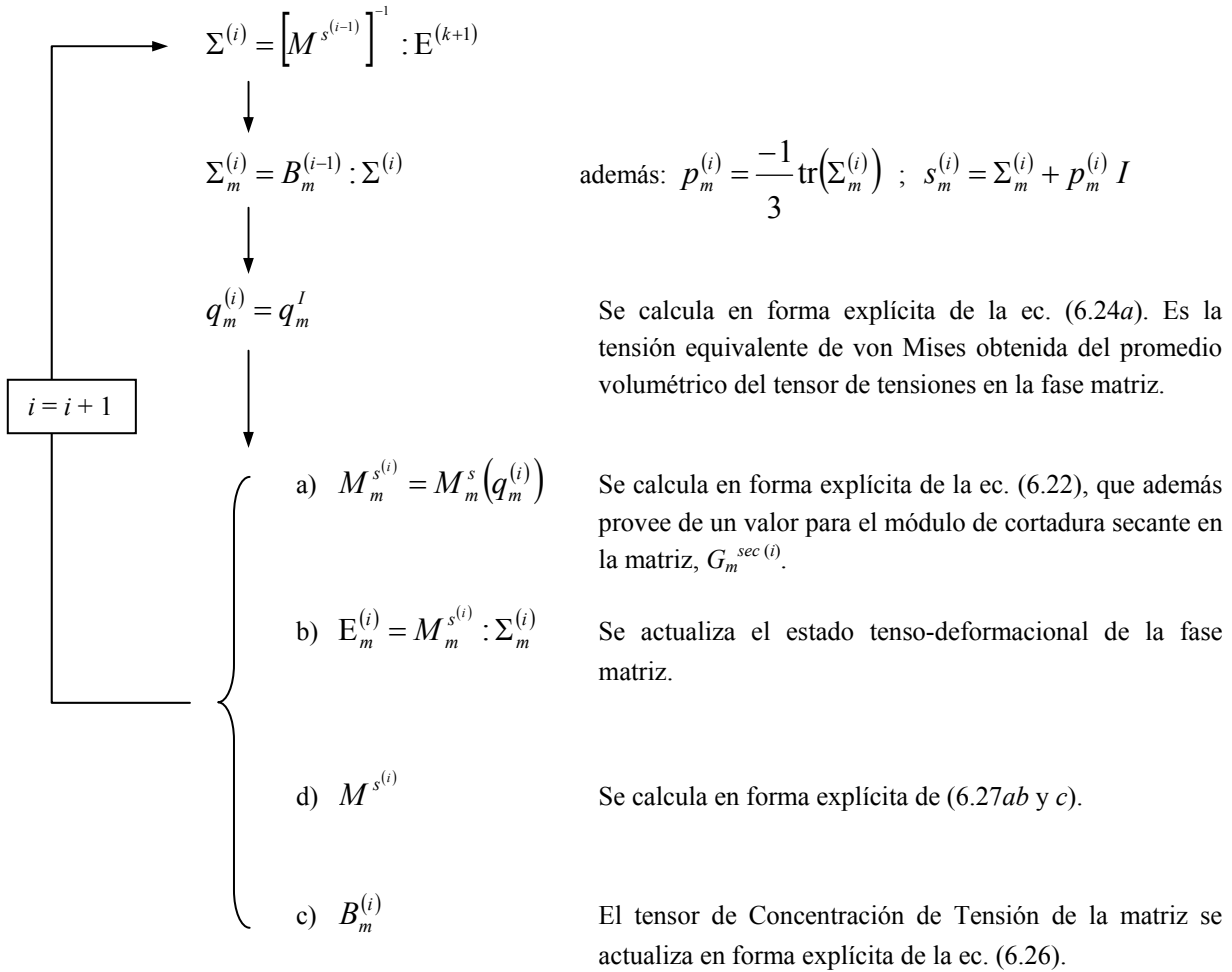 Σ^(i) = [M^s^(i−1)]^−1 : E^(k+1)
Σ_m^(i) = B_m^(i−1) : Σ^(i) además: p_m^(i) = −1/3 tr(Σ_m^(i)) ; s_m^(i) = Σ_m^(i) + p_m^(i) I
q_m^(i) = q_m^I
Se calcula en forma explícita de la ec. (6.24a). Es la
tensión equivalente de von Mises obtenida del promedio
volumétrico del tensor de tensiones en la fase matriz.
i = i + 1
a) M_m^s^(i) = M_m^s(q_m^(i))
Se calcula en forma explícita de la ec. (6.22), que además
provee de un valor para el módulo de cortadura secante en
la matriz, G_m^sec (i).
b) E_m^(i) = M_m^s^(i) : Σ_m^(i)
Se actualiza el estado tenso-deformacional de la fase
matriz.
d) M^s^(i)
Se calcula en forma explícita de (6.27ab y c).
c) B_m^(i)
El tensor de Concentración de Tensión de la matriz se
actualiza en forma explícita de la ec. (6.26).